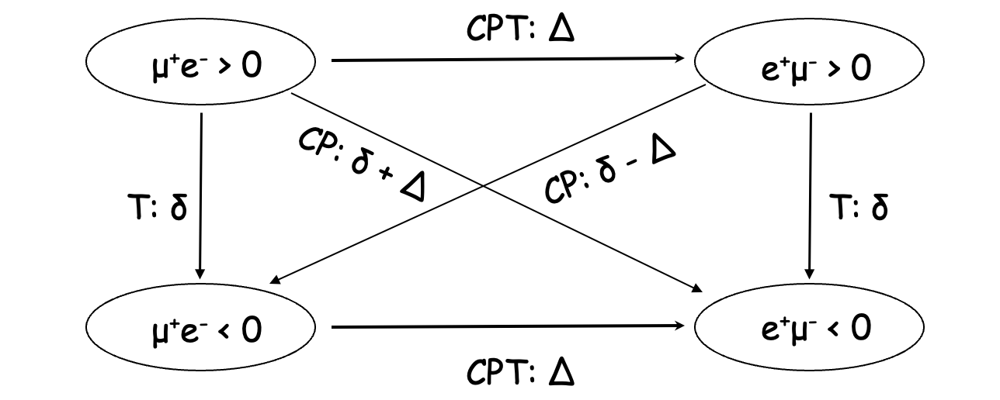 CPT: Δ
μ⁺e⁻ > 0
e⁺μ⁻ > 0
CP: δ + Δ
CP: δ - Δ
T: δ
T: δ
μ⁺e⁻ < 0
e⁺μ⁻ < 0
CPT: Δ